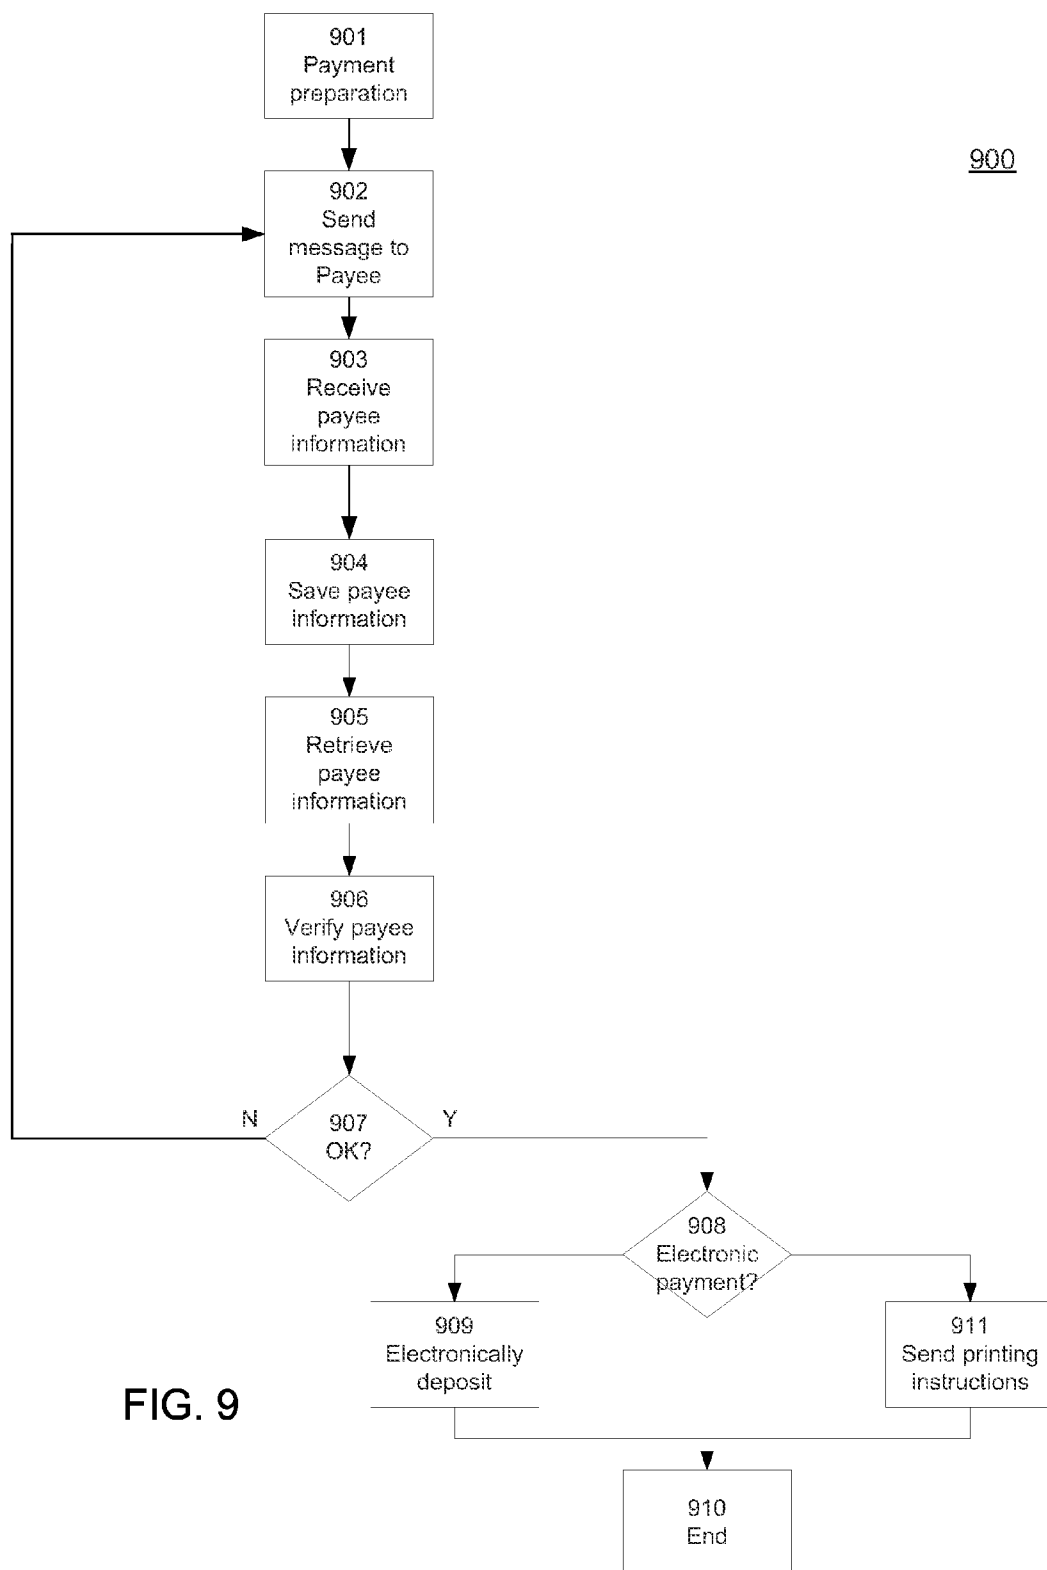 901
Payment
preparation
900
902
Send
message to
Payee
903
Receive
payee
information
904
Save payee
information
905
Retrieve
payee
information
906
Verify payee
information
N
907
OK?
Y
908
Electronic
payment?
909
Electronically
deposit
911
Send printing
instructions
FIG. 9
910
End